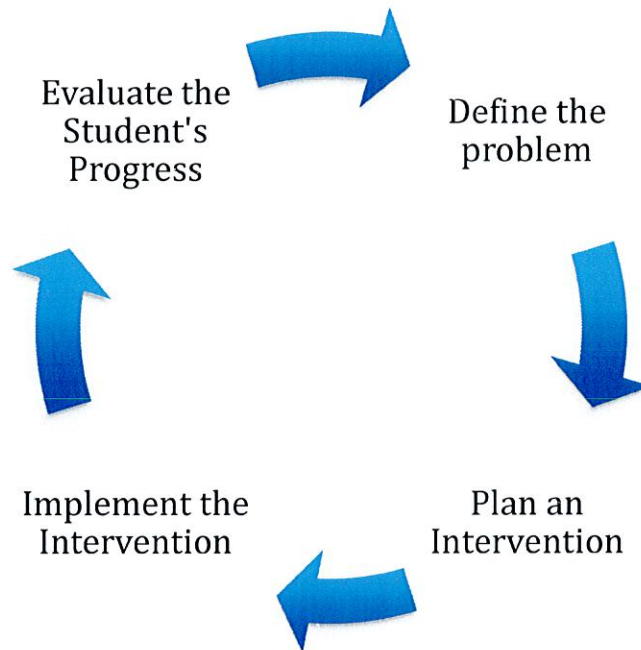 Evaluate the
Student's
Progress
Define the
problem
Plan an
Intervention
Implement the
Intervention